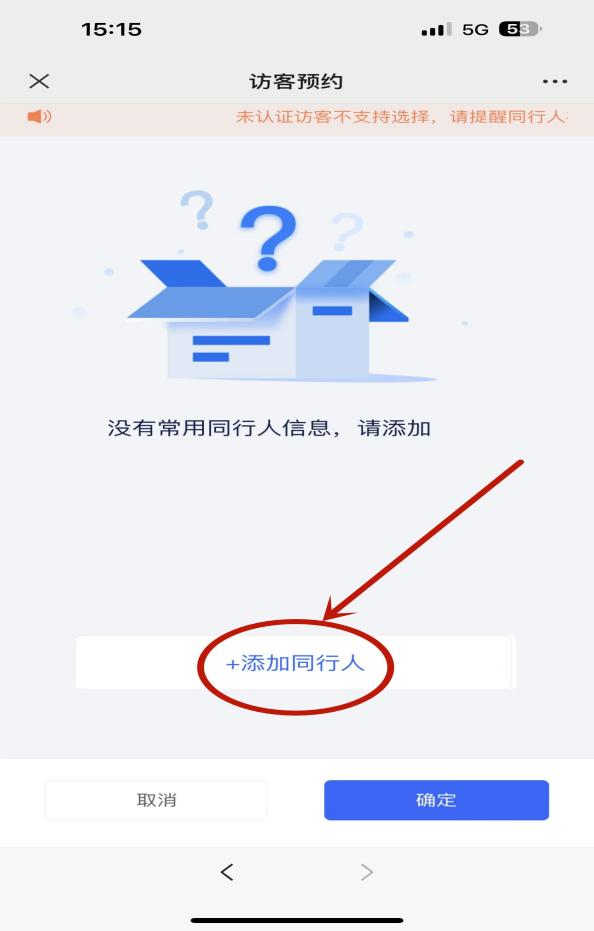 15:15
5G
53
访客预约
未认证访客不支持选择，请提醒同行人
没有常用同行人信息，请添加
+添加同行人
取消
确定